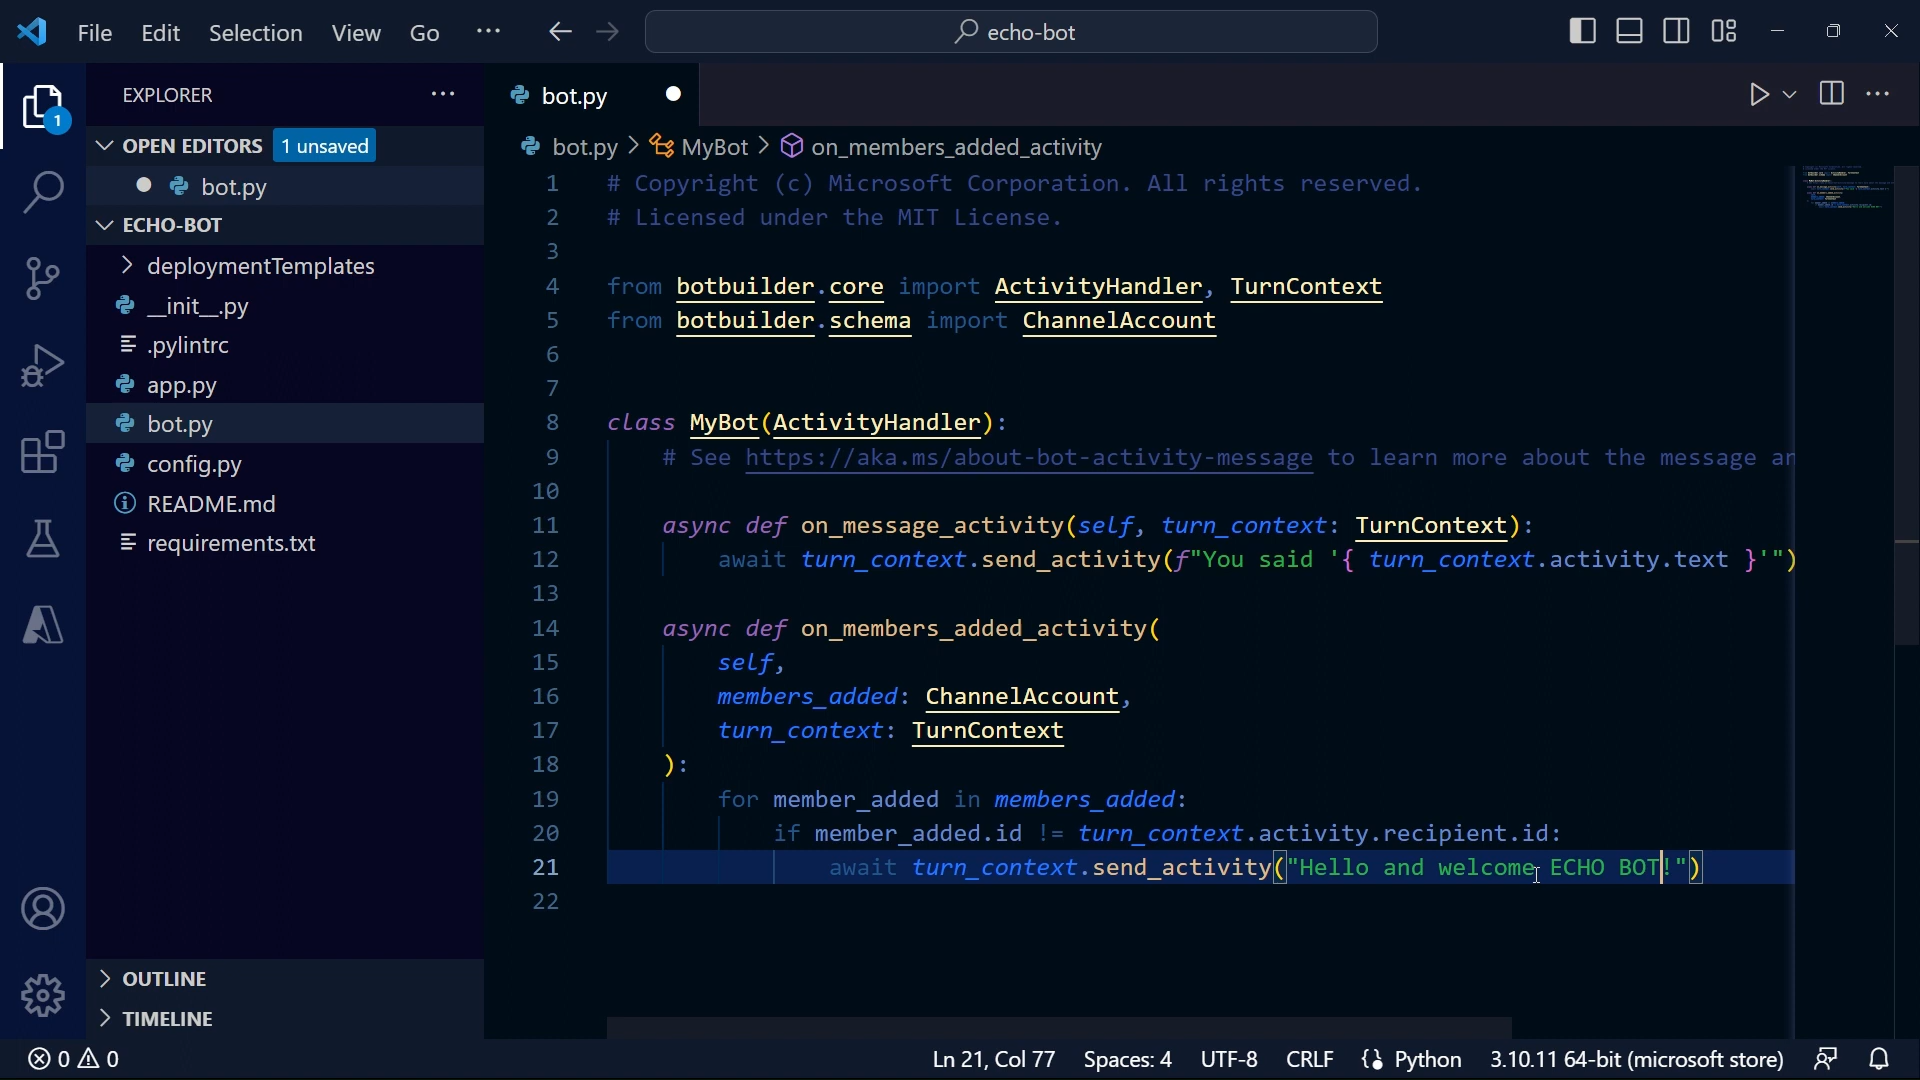 File Edit Selection View Go ··· echo-bot
EXPLORER ···
OPEN EDITORS 1 unsaved
bot.py
ECHO-BOT
deploymentTemplates
__init__.py
.pylintrc
app.py
bot.py
config.py
README.md
requirements.txt
OUTLINE
TIMELINE
1
bot.py
bot.py > MyBot > on_members_added_activity
1 # Copyright (c) Microsoft Corporation. All rights reserved.
2 # Licensed under the MIT License.
3
4 from botbuilder.core import ActivityHandler, TurnContext
5 from botbuilder.schema import ChannelAccount
6
7
8 class MyBot(ActivityHandler):
9 # See https://aka.ms/about-bot-activity-message to learn more about the message an
10
11 async def on_message_activity(self, turn_context: TurnContext):
12 await turn_context.send_activity(f"You said '{ turn_context.activity.text }'")
13
14 async def on_members_added_activity(
15 self,
16 members_added: ChannelAccount,
17 turn_context: TurnContext
18 ):
19 for member_added in members_added:
20 if member_added.id != turn_context.activity.recipient.id:
21 await turn_context.send_activity("Hello and welcome ECHO BOT!")
22
0 0 Ln 21, Col 77 Spaces: 4 UTF-8 CRLF Python 3.10.11 64-bit (microsoft store)